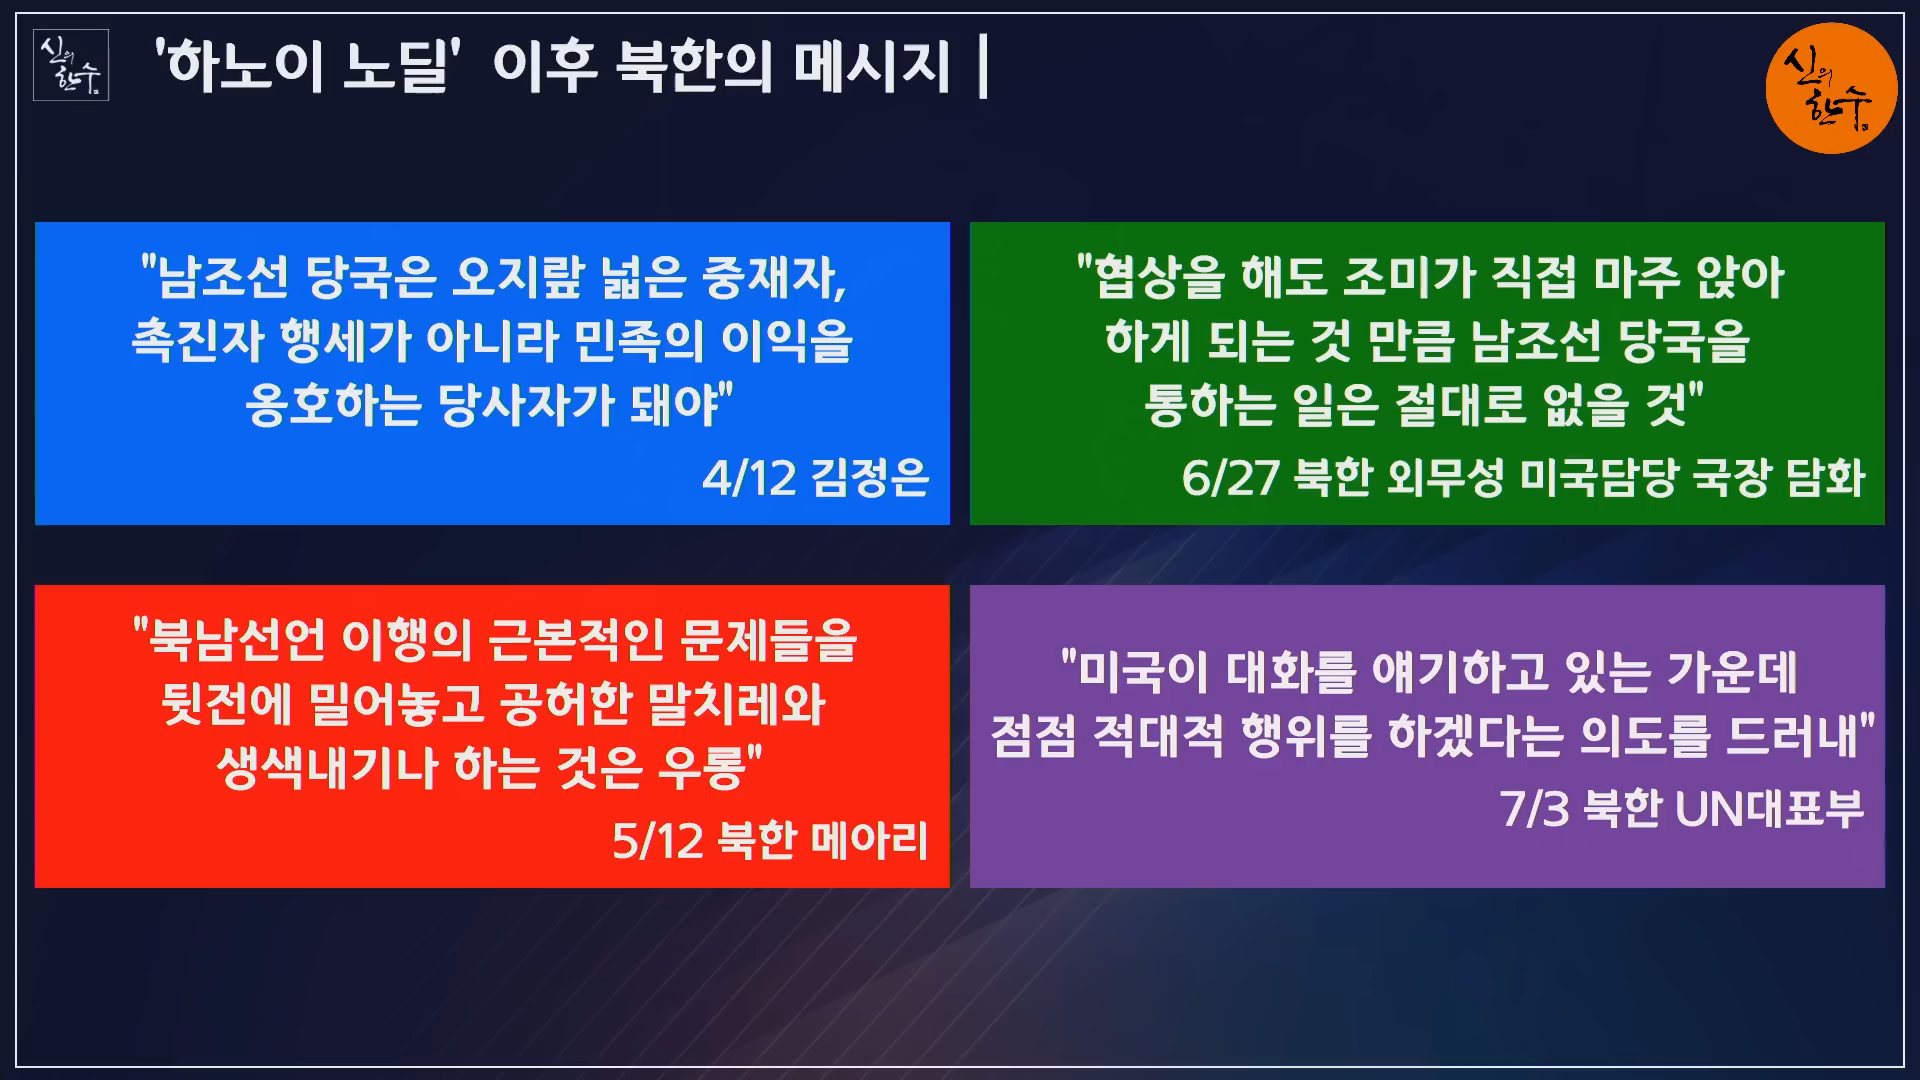 신의
한수
'하노이 노딜' 이후 북한의 메시지
신의
한수
"남조선 당국은 오지랖 넓은 중재자,
촉진자 행세가 아니라 민족의 이익을
옹호하는 당사자가 돼야"
4/12 김정은
"협상을 해도 조미가 직접 마주 앉아
하게 되는 것 만큼 남조선 당국을
통하는 일은 절대로 없을 것"
6/27 북한 외무성 미국담당 국장 담화
"북남선언 이행의 근본적인 문제들을
뒷전에 밀어놓고 공허한 말치레와
생색내기나 하는 것은 우롱"
5/12 북한 메아리
"미국이 대화를 얘기하고 있는 가운데
점점 적대적 행위를 하겠다는 의도를 드러내"
7/3 북한 UN대표부